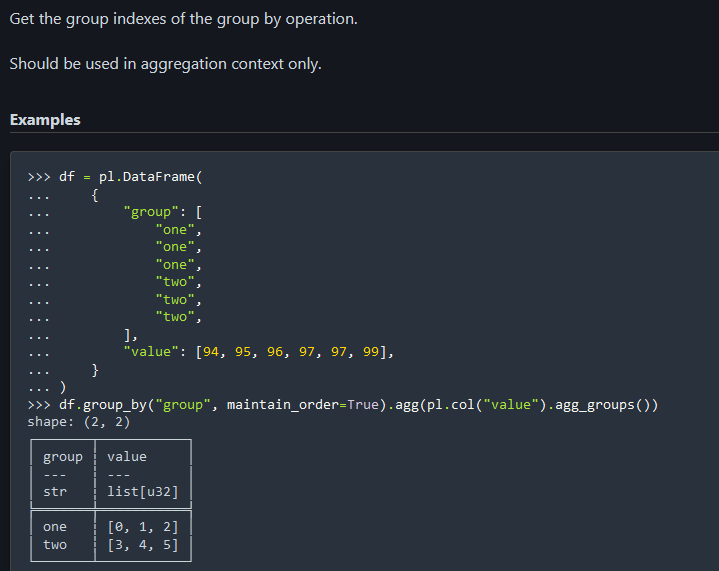 Get the group indexes of the group by operation.
Should be used in aggregation context only.
Examples
>>> df = pl.DataFrame(
...     {
...         "group": [
...             "one",
...             "one",
...             "one",
...             "two",
...             "two",
...             "two",
...         ],
...         "value": [94, 95, 96, 97, 97, 99],
...     }
... )
>>> df.group_by("group", maintain_order=True).agg(pl.col("value").agg_groups())
shape: (2, 2)
group ┆ value
--- ┆ ---
str ┆ list[u32]
one ┆ [0, 1, 2]
two ┆ [3, 4, 5]